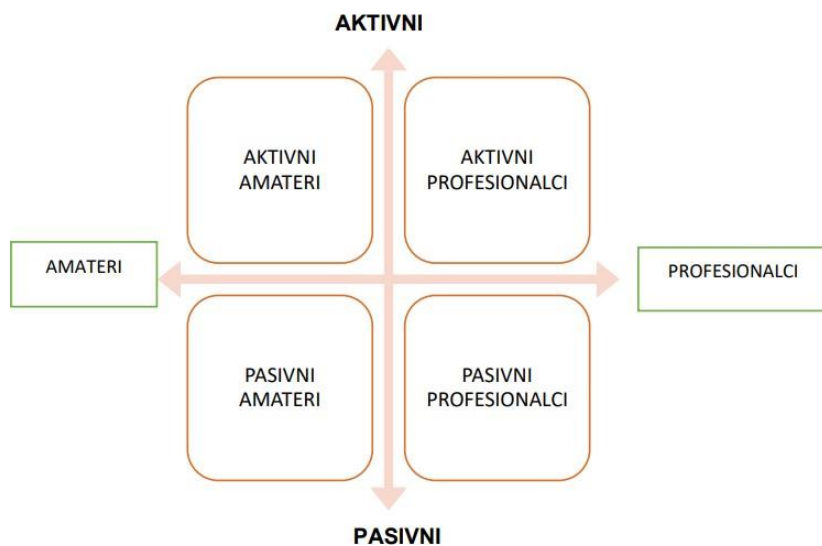 AKTIVNI
AKTIVNI
AMATERI
AKTIVNI
PROFESIONALCI
AMATERI
PROFESIONALCI
PASIVNI
AMATERI
PASIVNI
PROFESIONALCI
PASIVNI